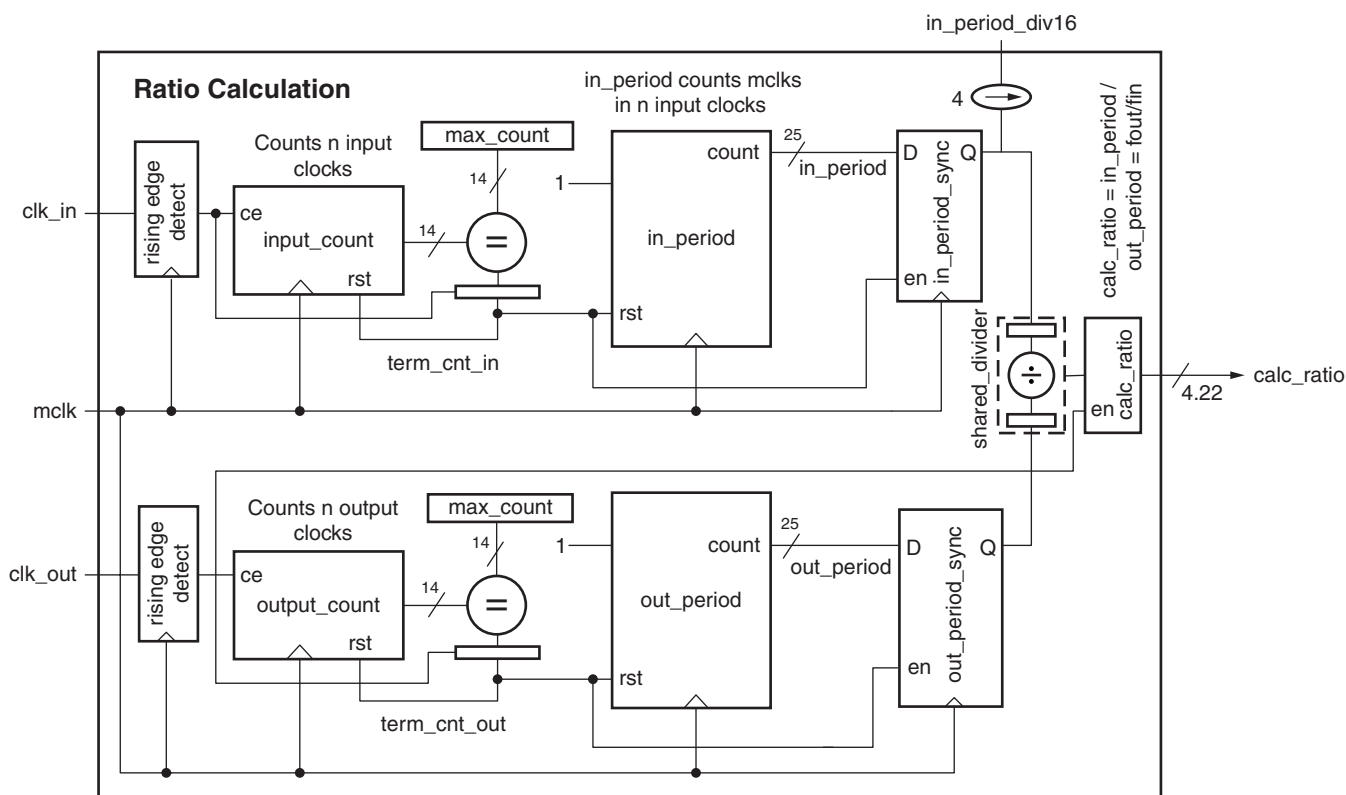 in_period_div16
Ratio Calculation
in_period counts mclks
in n input clocks
4
calc_ratio = in_period /
out_period = fout/fin
Counts n input
clocks
max_count
14
1
count
25
in_period
D
Q
in_period_sync
en
clk_in
rising edge
detect
ce
input_count
rst
14
=
in_period
rst
term_cnt_in
shared_divider
÷
calc_ratio
en
4.22
calc_ratio
mclk
Counts n output
clocks
max_count
14
1
count
25
out_period
D
Q
out_period_sync
en
clk_out
rising edge
detect
ce
output_count
rst
14
=
out_period
rst
term_cnt_out